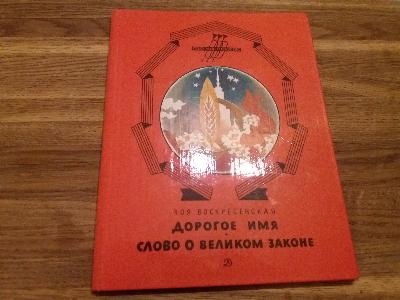 ЗОЯ ВОСКРЕСЕНСКАЯ
ДОРОГОЕ ИМЯ
СЛОВО О ВЕЛИКОМ ЗАКОНЕ